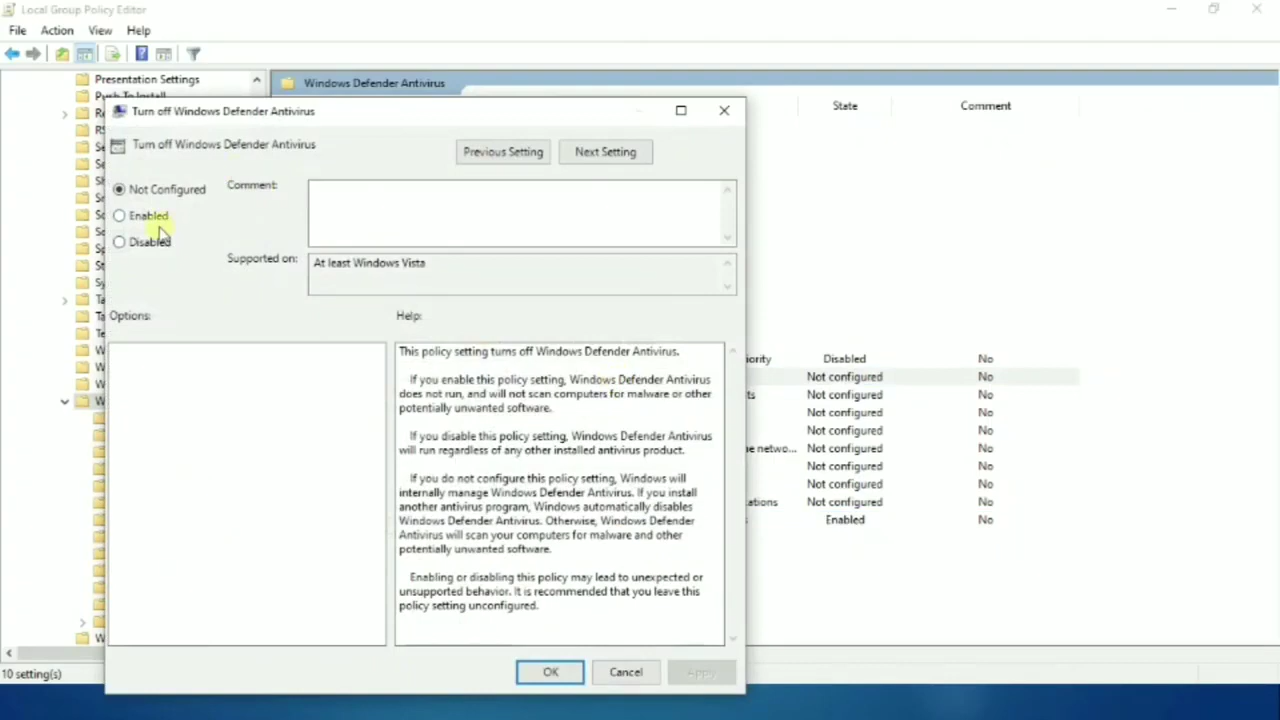 Local Group Policy Editor
File Action View Help
Presentation Settings
Push To Install
Windows Defender Antivirus
State Comment
Turn off Windows Defender Antivirus
Turn off Windows Defender Antivirus
Previous Setting Next Setting
Not Configured
Comment:
Enabled
Disabled
Supported on:
At least Windows Vista
Options:
Help:
This policy setting turns off Windows Defender Antivirus.
If you enable this policy setting, Windows Defender Antivirus
does not run, and will not scan computers for malware or other
potentially unwanted software.
If you disable this policy setting, Windows Defender Antivirus
will run regardless of any other installed antivirus product.
If you do not configure this policy setting, Windows will
internally manage Windows Defender Antivirus. If you install
another antivirus program, Windows automatically disables
Windows Defender Antivirus. Otherwise, Windows Defender
Antivirus will scan your computers for malware and other
potentially unwanted software.
Enabling or disabling this policy may lead to unexpected or
unsupported behavior. It is recommended that you leave this
policy setting unconfigured.
OK Cancel Apply
iority Disabled No
Not configured No
ts Not configured No
Not configured No
Not configured No
e netwo... Not configured No
Not configured No
Not configured No
ations Not configured No
Enabled No
10 setting(s)